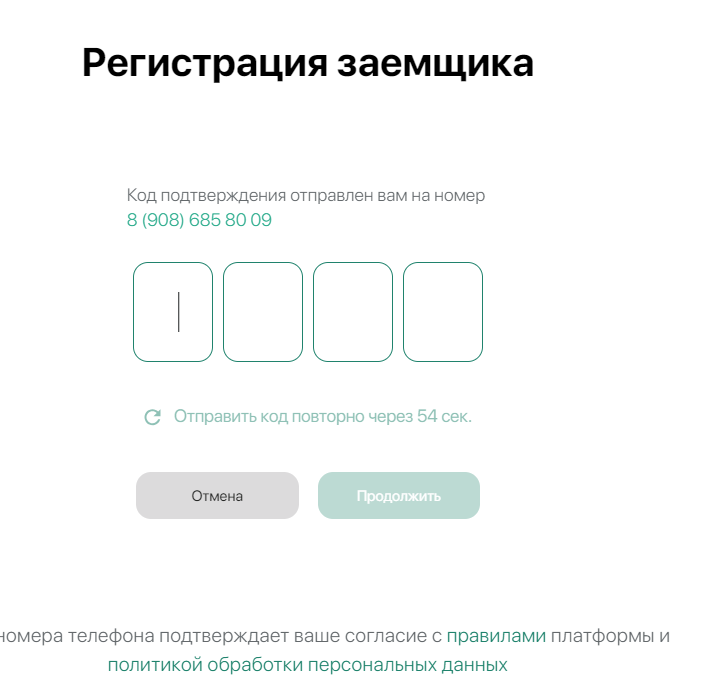 Регистрация заемщика
Код подтверждения отправлен вам на номер
8 (908) 685 80 09
Отправить код повторно через 54 сек.
Отмена
Продолжить
номера телефона подтверждает ваше согласие с правилами платформы и
политикой обработки персональных данных